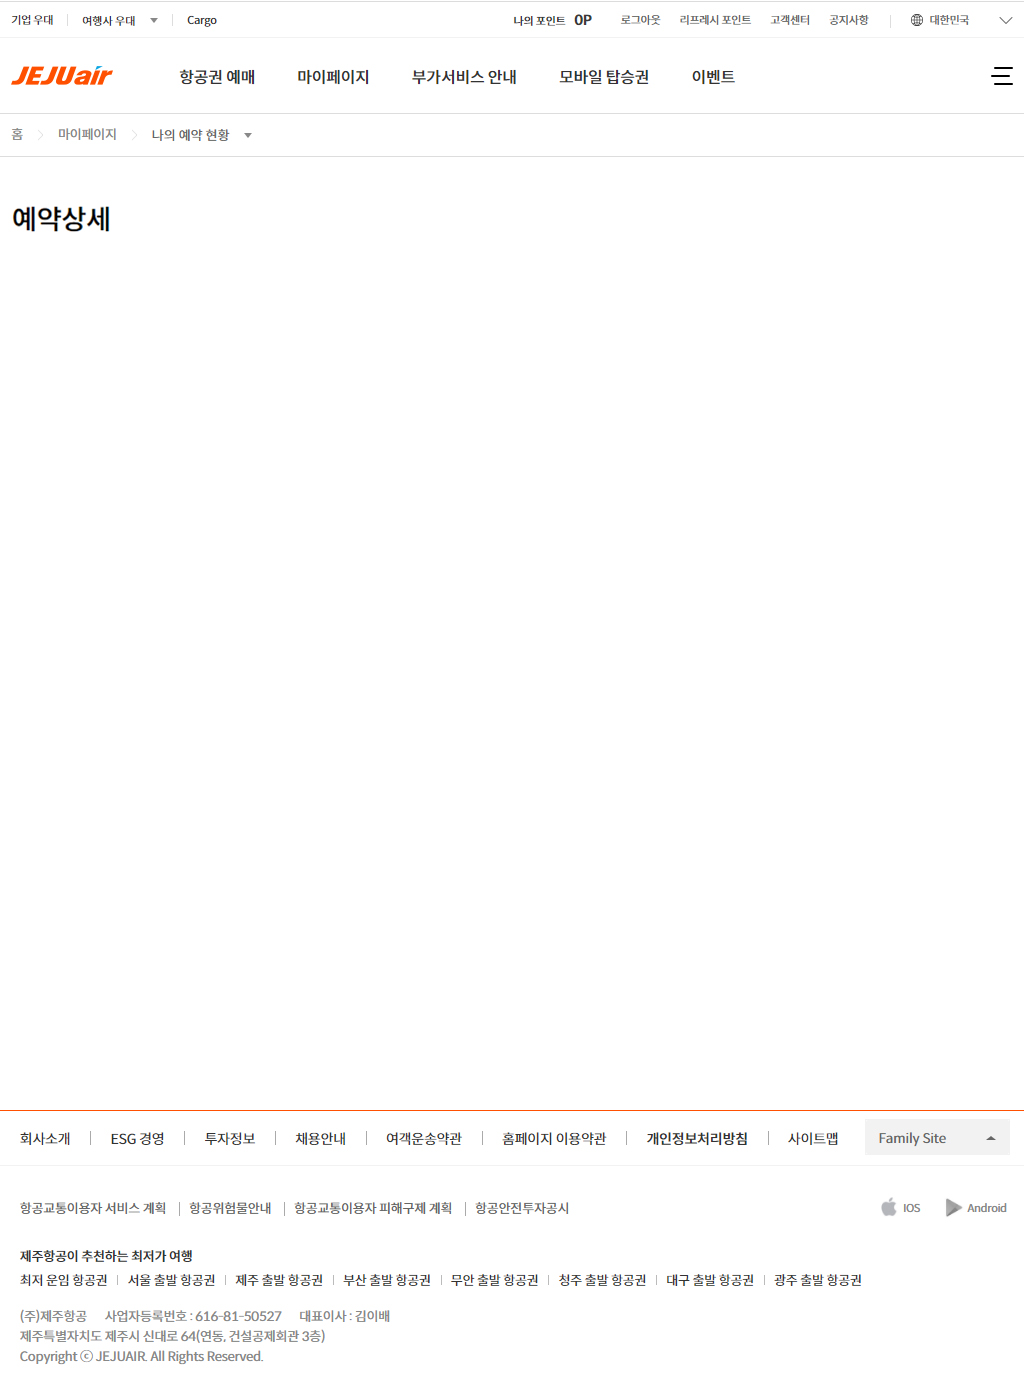 기업 우대 여행사 우대 Cargo 나의 포인트 0P 로그아웃 리프레시 포인트 고객센터 공지사항 대한민국
JEJUair 항공권 예매 마이페이지 부가서비스 안내 모바일 탑승권 이벤트
홈 마이페이지 나의 예약 현황
예약상세
회사소개 ESG 경영 투자정보 채용안내 여객운송약관 홈페이지 이용약관 개인정보처리방침 사이트맵 Family Site
항공교통이용자 서비스 계획 항공위험물안내 항공교통이용자 피해구제 계획 항공안전투자공시 IOS Android
제주항공이 추천하는 최저가 여행
최저 운임 항공권 서울 출발 항공권 제주 출발 항공권 부산 출발 항공권 무안 출발 항공권 청주 출발 항공권 대구 출발 항공권 광주 출발 항공권
(주)제주항공 사업자등록번호 : 616-81-50527 대표이사 : 김이배
제주특별자치도 제주시 신대로 64(연동, 건설공제회관 3층)
Copyright ⓒ JEJUAIR. All Rights Reserved.